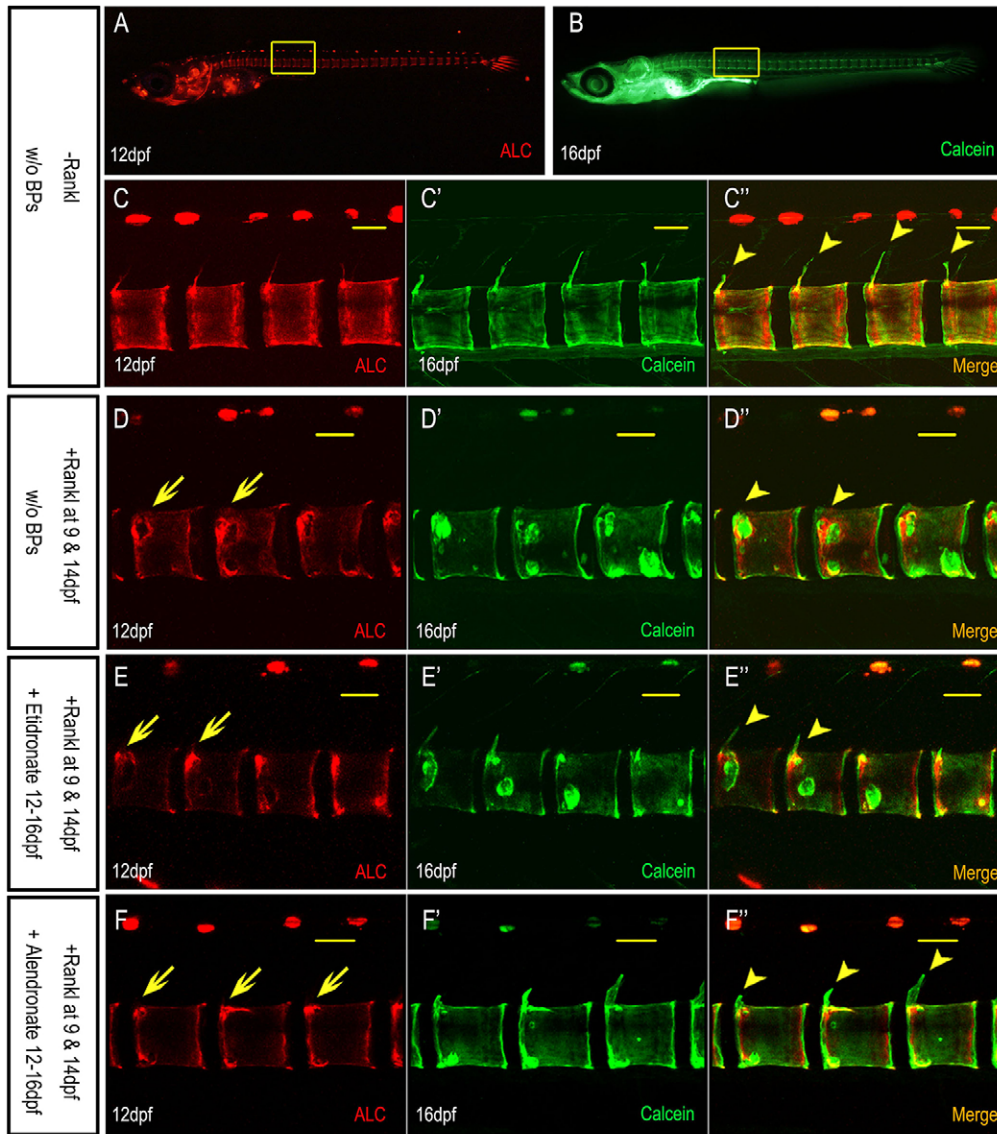 -Rankl
w/o BPs
A
12dpf
ALC
B
16dpf
Calcein
C
12dpf
ALC
C'
16dpf
Calcein
C''
Merge
+Rankl at 9 & 14dpf
w/o BPs
D
12dpf
ALC
D'
16dpf
Calcein
D''
Merge
+Rankl at 9 & 14dpf
+ Etidronate 12-16dpf
E
12dpf
ALC
E'
16dpf
Calcein
E''
Merge
+Rankl at 9 & 14dpf
+ Alendronate 12-16dpf
F
12dpf
ALC
F'
16dpf
Calcein
F''
Merge